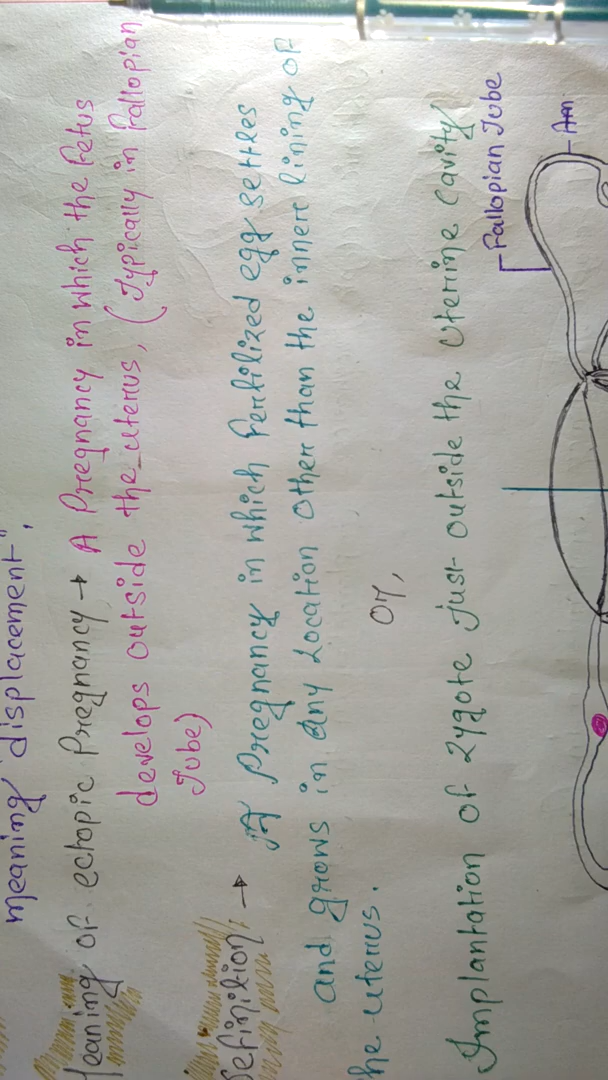 meaning "displacement",
Meaning of ectopic Pregnancy → A Pregnancy in which the fetus
develops outside the uterus, (Typically in fallopian
Tube)
Definition: → A Pregnancy in which fertilized egg settles
and grows in any Location other than the inner lining of
the uterus.
or,
Implantation of zygote just outside the uterine cavity
Fallopian Tube
Am